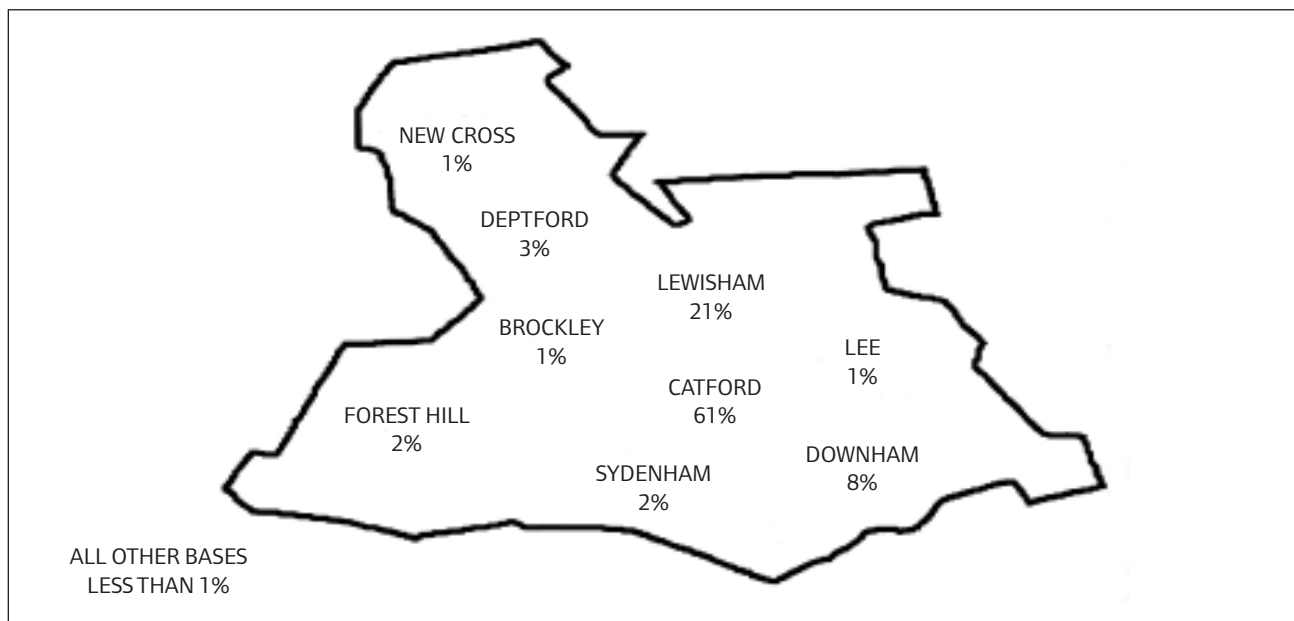 NEW CROSS
1%
DEPTFORD
3%
LEWISHAM
21%
BROCKLEY
1%
LEE
1%
CATFORD
61%
FOREST HILL
2%
DOWNHAM
8%
SYDENHAM
2%
ALL OTHER BASES
LESS THAN 1%